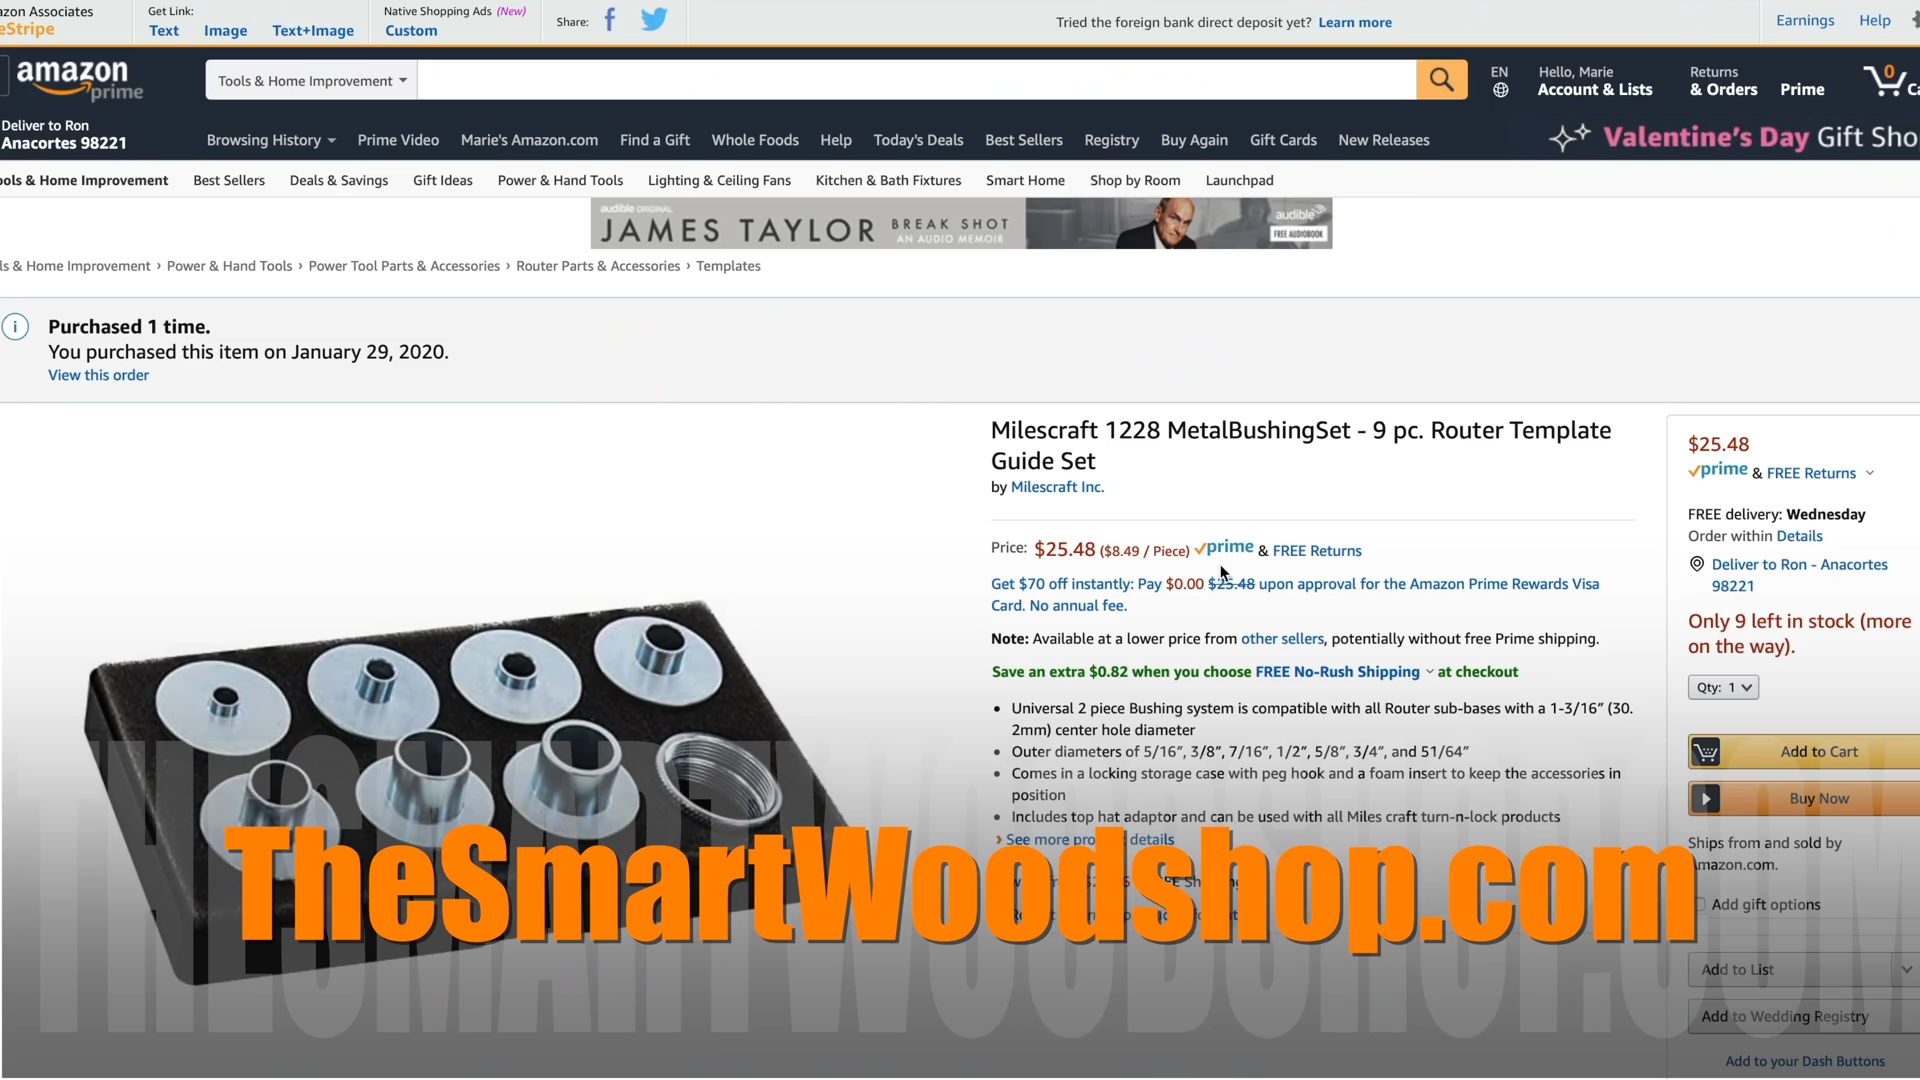 zon Associates
eStripe
Get Link:
Text Image Text+Image
Native Shopping Ads (New)
Custom
Share:
Tried the foreign bank direct deposit yet? Learn more
Earnings Help
amazon
prime
Tools & Home Improvement
EN
Hello, Marie
Account & Lists
Returns
& Orders
Prime
0
Ca
Deliver to Ron
Anacortes 98221
Browsing History Prime Video Marie's Amazon.com Find a Gift Whole Foods Help Today's Deals Best Sellers Registry Buy Again Gift Cards New Releases
Valentine's Day Gift Sho
ools & Home Improvement Best Sellers Deals & Savings Gift Ideas Power & Hand Tools Lighting & Ceiling Fans Kitchen & Bath Fixtures Smart Home Shop by Room Launchpad
audible ORIGINAL
JAMES TAYLOR BREAK SHOT
AN AUDIO MEMOIR
audible
FREE AUDIOBOOK
ls & Home Improvement › Power & Hand Tools › Power Tool Parts & Accessories › Router Parts & Accessories › Templates
Purchased 1 time.
You purchased this item on January 29, 2020.
View this order
Milescraft 1228 MetalBushingSet - 9 pc. Router Template
Guide Set
by Milescraft Inc.
Price: $25.48 ($8.49 / Piece) prime & FREE Returns
Get $70 off instantly: Pay $0.00 $25.48 upon approval for the Amazon Prime Rewards Visa
Card. No annual fee.
Note: Available at a lower price from other sellers, potentially without free Prime shipping.
Save an extra $0.82 when you choose FREE No-Rush Shipping at checkout
• Universal 2 piece Bushing system is compatible with all Router sub-bases with a 1-3/16” (30.
2mm) center hole diameter
• Outer diameters of 5/16”, 3/8”, 7/16”, 1/2”, 5/8”, 3/4”, and 51/64”
• Comes in a locking storage case with peg hook and a foam insert to keep the accessories in
position
• Includes top hat adaptor and can be used with all Miles craft turn-n-lock products
› See more pro details
$25.48
prime & FREE Returns
FREE delivery: Wednesday
Order within Details
Deliver to Ron - Anacortes
98221
Only 9 left in stock (more
on the way).
Qty: 1
Add to Cart
Buy Now
Ships from and sold by
Amazon.com.
Add gift options
Add to List
Add to Wedding Registry
Add to your Dash Buttons
TheSmartWoodshop.com
THESMARTWOODSHOP.COM